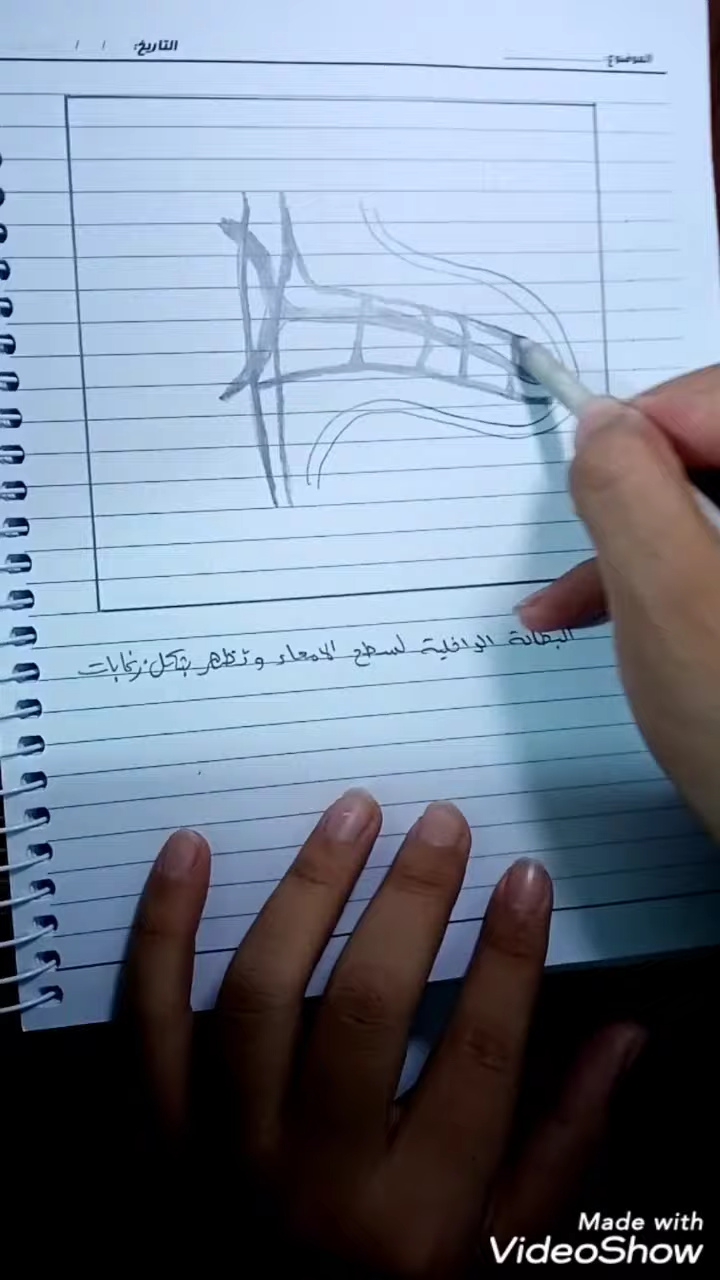 الموضوع:
التاريخ: / /
البطانة الداخلية لسطح الامعاء وتظهر بشكل زغابات
Made with
VideoShow